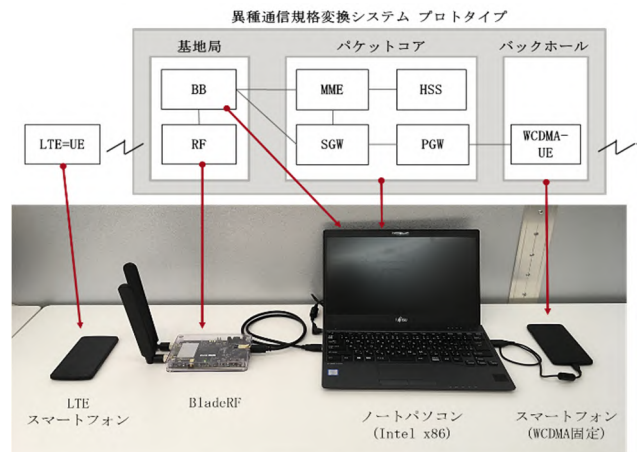 異種通信規格変換システム プロトタイプ
基地局
パケットコア
バックホール
BB
MME
HSS
LTE=UE
RF
SGW
PGW
WCDMA-
UE
LTE
スマートフォン
BladeRF
ノートパソコン
(Intel x86)
スマートフォン
(WCDMA固定)